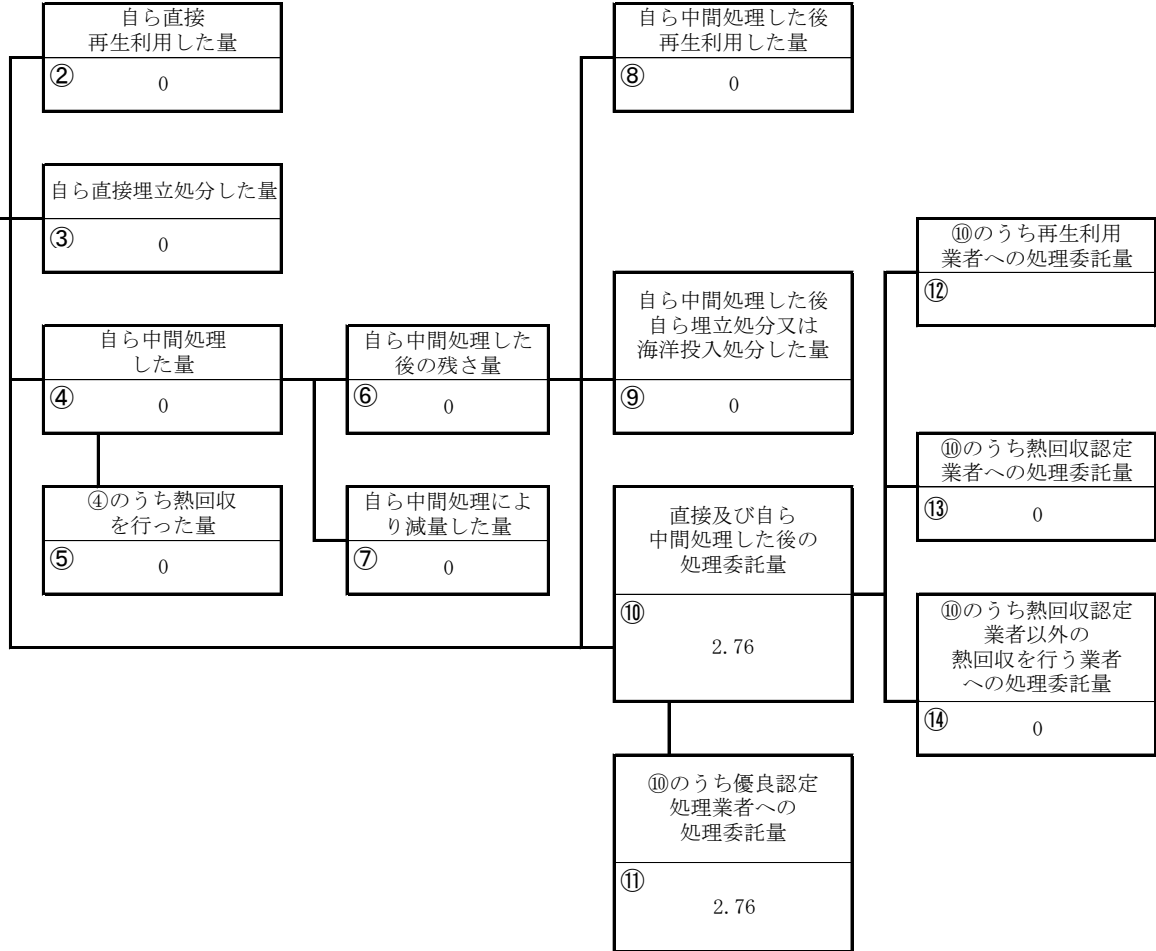 自ら直接
再生利用した量
② 0
自ら直接埋立処分した量
③ 0
自ら中間処理
した量
④ 0
④のうち熱回収
を行った量
⑤ 0
自ら中間処理した
後の残さ量
⑥ 0
自ら中間処理によ
り減量した量
⑦ 0
自ら中間処理した後
再生利用した量
⑧ 0
自ら中間処理した後
自ら埋立処分又は
海洋投入処分した量
⑨ 0
直接及び自ら
中間処理した後の
処理委託量
⑩
2.76
⑩のうち優良認定
処理業者への
処理委託量
⑪
2.76
⑩のうち再生利用
業者への処理委託量
⑫
⑩のうち熱回収認定
業者への処理委託量
⑬ 0
⑩のうち熱回収認定
業者以外の
熱回収を行う業者
への処理委託量
⑭ 0